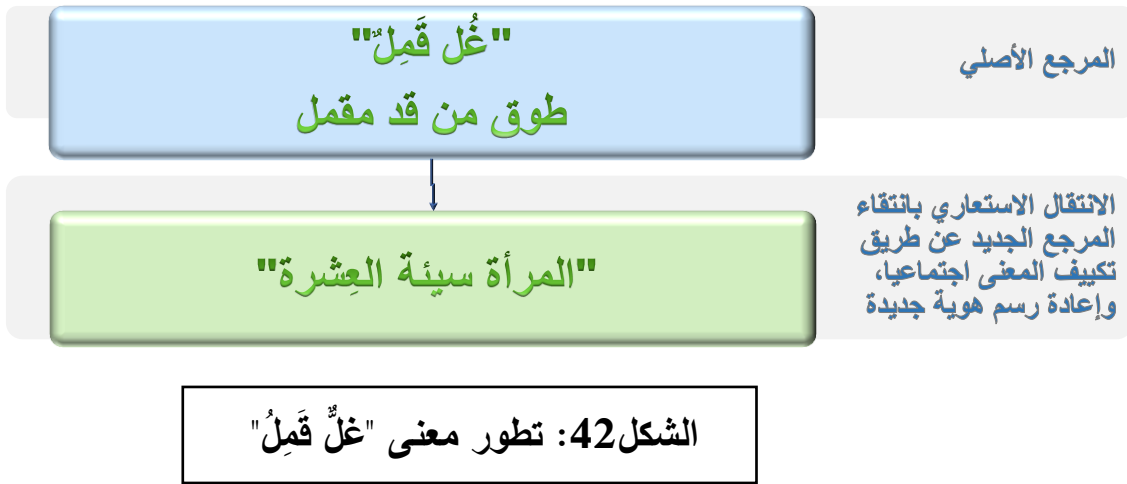 المرجع الأصلي
"غُل قَمِلٌ"
طوق من قد مقمل
الانتقال الاستعاري بانتقاء
المرجع الجديد عن طريق
تكييف المعنى اجتماعيا،
وإعادة رسم هوية جديدة
"المرأة سيئة العِشرة"
الشكل42: تطور معنى "غلٌّ قَمِلُ"